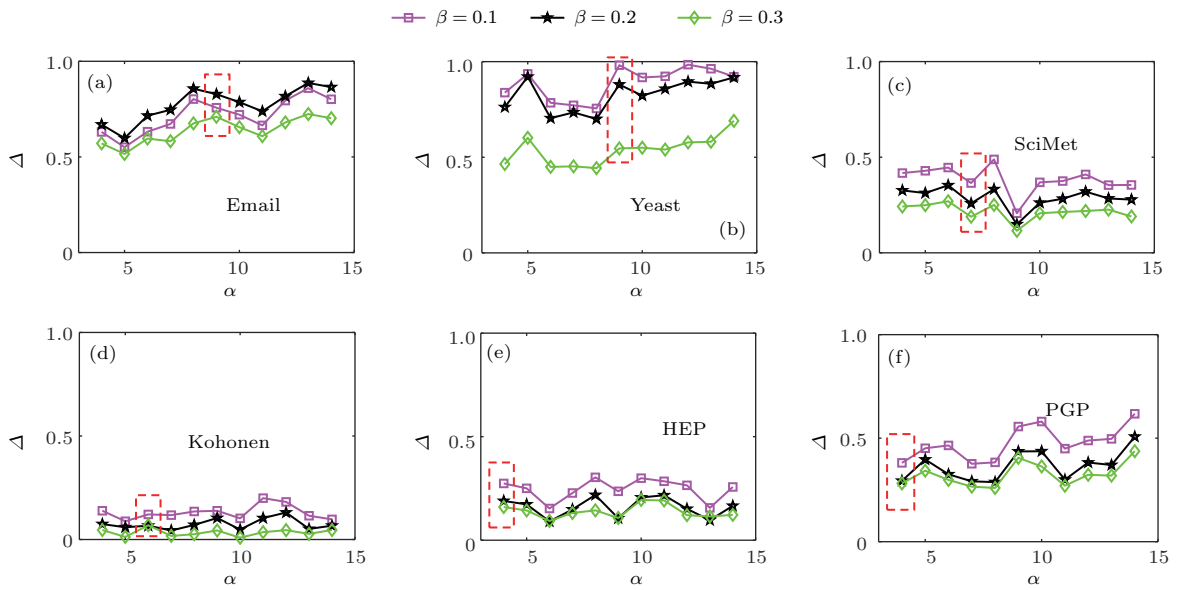 β = 0.1 β = 0.2 β = 0.3
1.0 (a) 1.0 1.0 (c)
SciMet
Δ 0.5 Δ 0.5 Δ 0.5
Email Yeast
(b)
0 0 0
5 10 15 5 10 15 5 10 15
α α α
1.0 (d) 1.0 (e) 1.0 (f)
PGP
Kohonen HEP
Δ 0.5 Δ 0.5 Δ 0.5
0 0 0
5 10 15 5 10 15 5 10 15
α α α